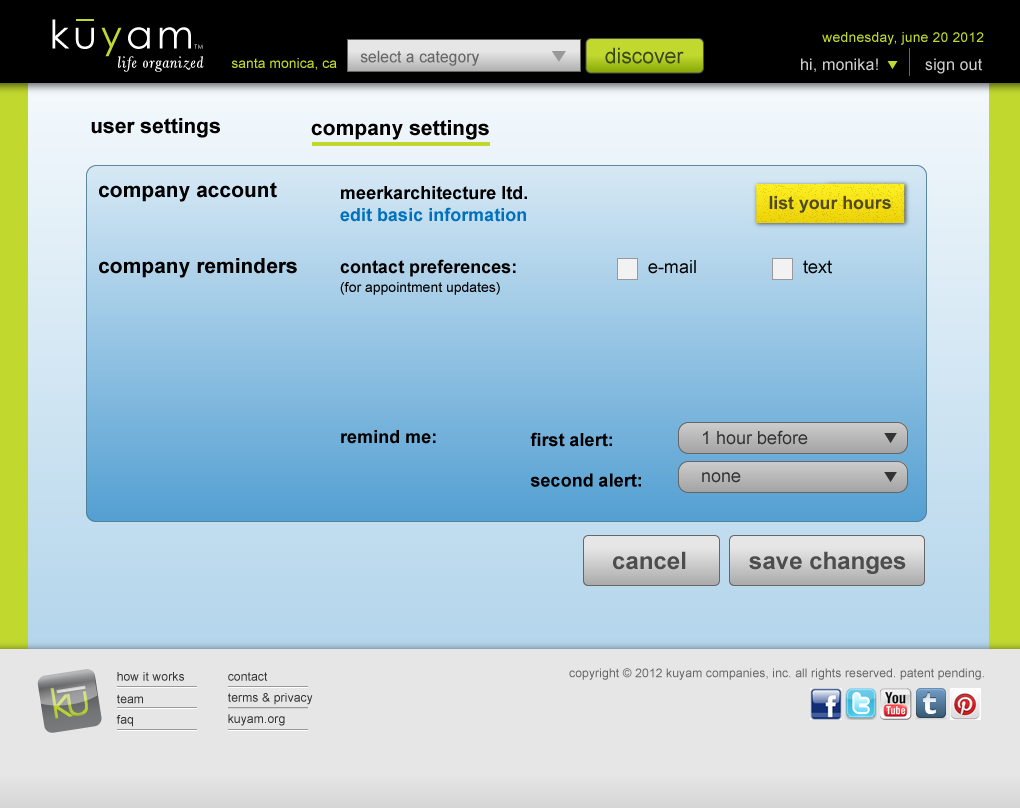 kūyam™
life organized
santa monica, ca
select a category
discover
wednesday, june 20 2012
hi, monika!
sign out
user settings
company settings
company account
meerkarchitecture ltd.
edit basic information
list your hours
company reminders
contact preferences:
(for appointment updates)
e-mail
text
remind me:
first alert:
1 hour before
second alert:
none
cancel
save changes
kū
how it works
team
faq
contact
terms & privacy
kuyam.org
copyright © 2012 kuyam companies, inc. all rights reserved. patent pending.
f
t
You
Tube
t
p